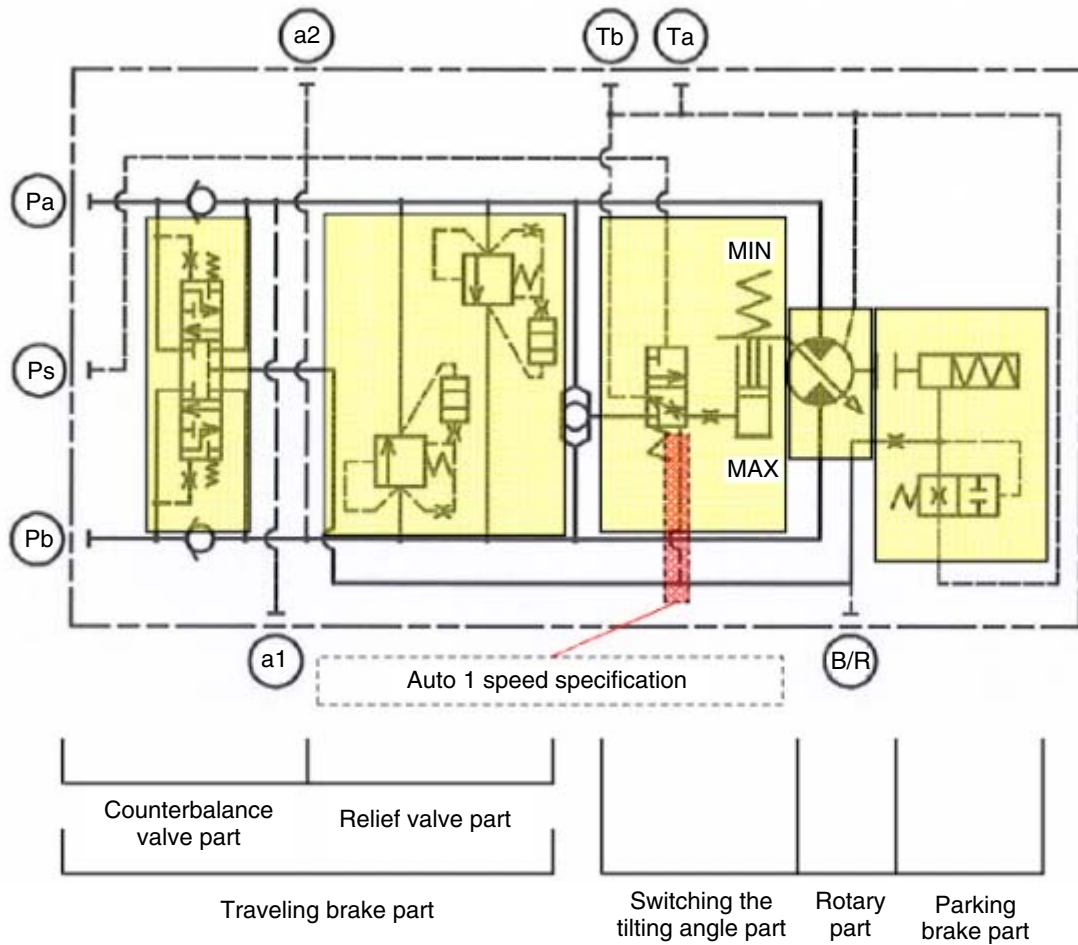 a2
Tb
Ta
Pa
MIN
Ps
MAX
Pb
a1
Auto 1 speed specification
B/R
Counterbalance
valve part
Relief valve part
Traveling brake part
Switching the
tilting angle part
Rotary
part
Parking
brake part